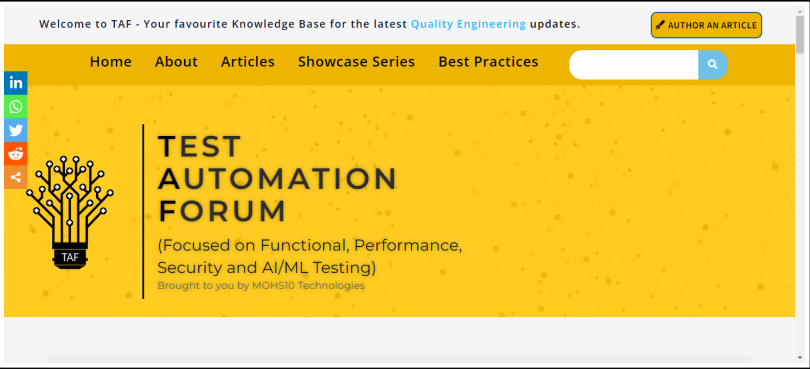 Welcome to TAF - Your favourite Knowledge Base for the latest Quality Engineering updates.
AUTHOR AN ARTICLE
Home About Articles Showcase Series Best Practices
in
TEST
AUTOMATION
FORUM
(Focused on Functional, Performance,
Security and AI/ML Testing)
Brought to you by MOHS10 Technologies
TAF